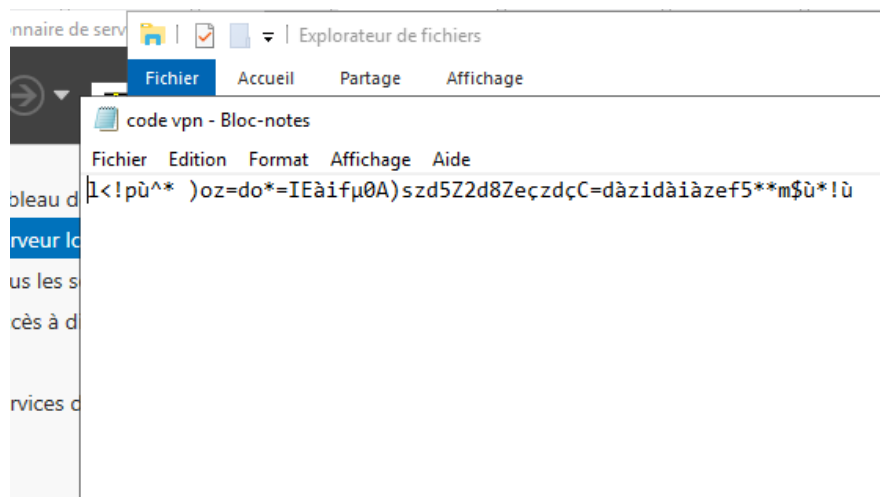 nnaire de serv
Explorateur de fichiers
Fichier Accueil Partage Affichage
code vpn - Bloc-notes
Fichier Edition Format Affichage Aide
l<!pù^* )oz=do*=IEàifµ0A)szd5Z2d8ZeçzdçC=dàzidàiàzef5**m$ù*!ù
bleau d
rveur lo
us les s
cès à d
rvices d